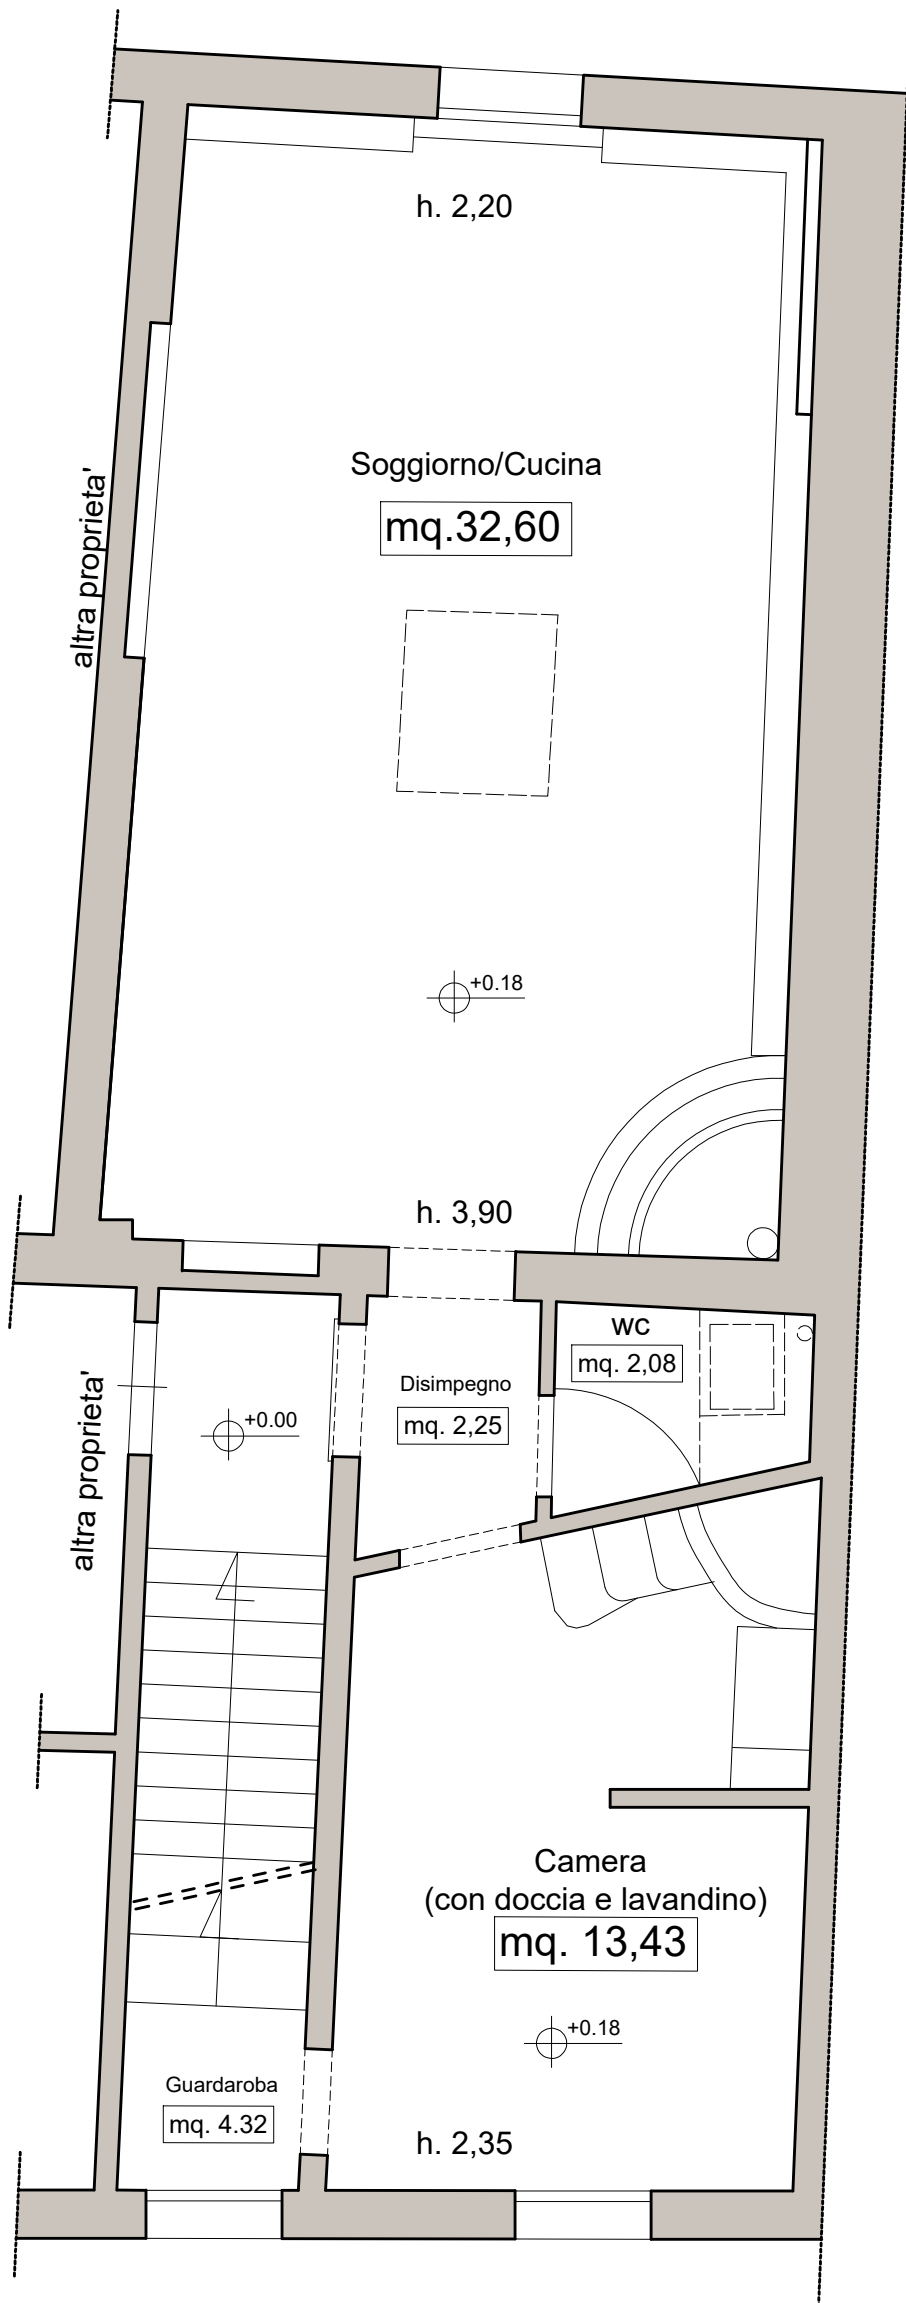 h. 2,20
Soggiorno/Cucina
mq.32,60
altra proprieta'
+0.18
h. 3,90
WC
mq. 2,08
Disimpegno
mq. 2,25
+0.00
altra proprieta'
Camera
(con doccia e lavandino)
mq. 13,43
+0.18
Guardaroba
mq. 4.32
h. 2,35